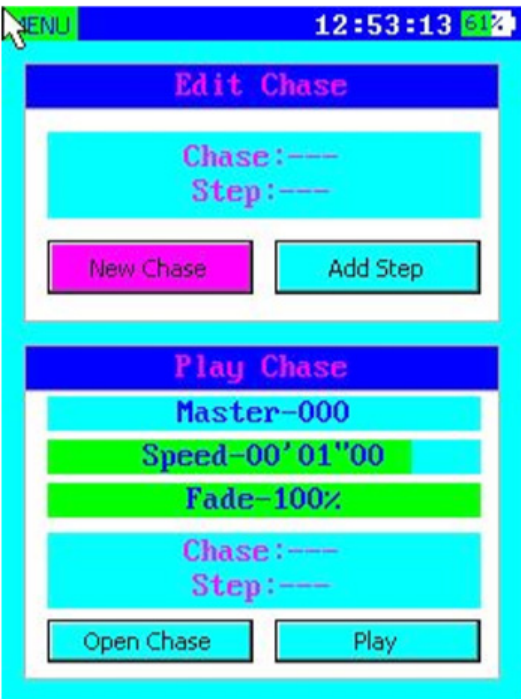 MENU 12:53:13 61%
Edit Chase
Chase:---
Step:---
New Chase Add Step
Play Chase
Master-000
Speed-00'01"00
Fade-100%
Chase:---
Step:---
Open Chase Play